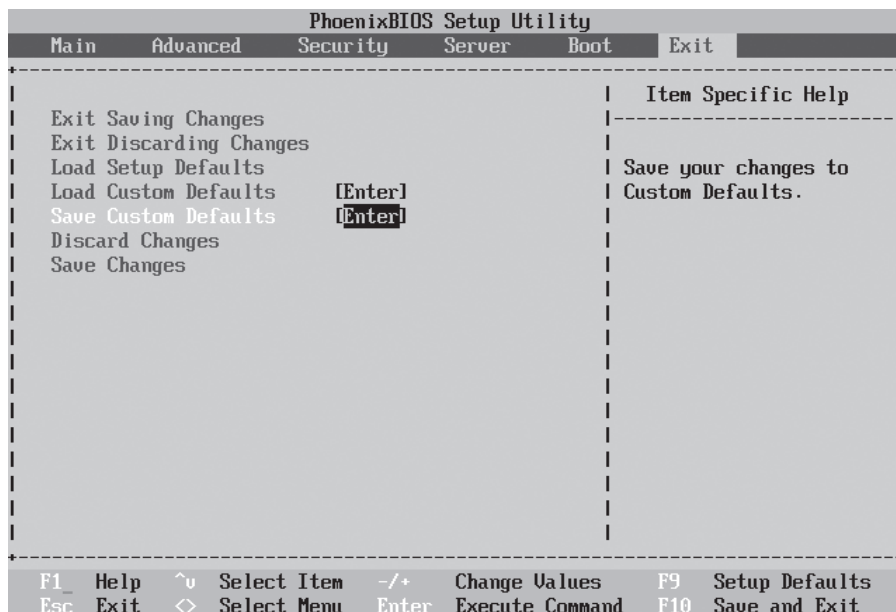 PhoenixBIOS Setup Utility
Main Advanced Security Server Boot Exit
Item Specific Help
Exit Saving Changes
Exit Discarding Changes
Load Setup Defaults
Load Custom Defaults [Enter]
Save Custom Defaults [Enter]
Discard Changes
Save Changes
Save your changes to
Custom Defaults.
F1 Help ^v Select Item -/+ Change Values F9 Setup Defaults
Esc Exit <> Select Menu Enter Execute Command F10 Save and Exit